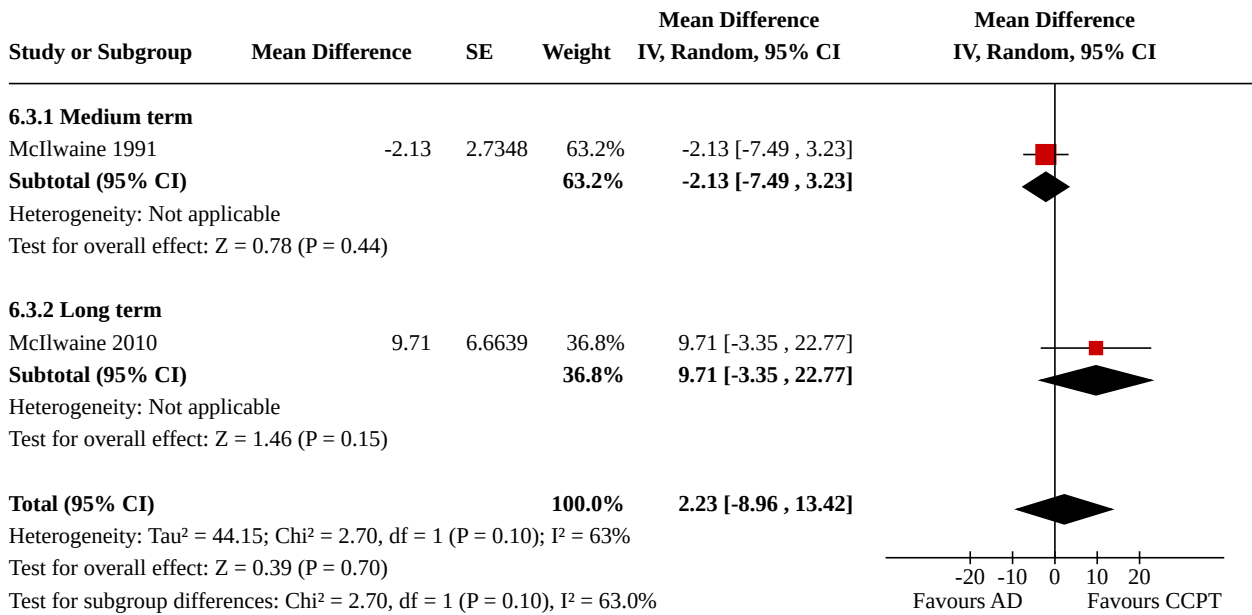 Mean Difference Mean Difference
Study or Subgroup Mean Difference SE Weight IV, Random, 95% CI IV, Random, 95% CI
6.3.1 Medium term
McIlwaine 1991 -2.13 2.7348 63.2% -2.13 [-7.49 , 3.23]
Subtotal (95% CI) 63.2% -2.13 [-7.49 , 3.23]
Heterogeneity: Not applicable
Test for overall effect: Z = 0.78 (P = 0.44)
6.3.2 Long term
McIlwaine 2010 9.71 6.6639 36.8% 9.71 [-3.35 , 22.77]
Subtotal (95% CI) 36.8% 9.71 [-3.35 , 22.77]
Heterogeneity: Not applicable
Test for overall effect: Z = 1.46 (P = 0.15)
Total (95% CI) 100.0% 2.23 [-8.96 , 13.42]
Heterogeneity: Tau² = 44.15; Chi² = 2.70, df = 1 (P = 0.10); I² = 63%
Test for overall effect: Z = 0.39 (P = 0.70) -20 -10 0 10 20
Test for subgroup differences: Chi² = 2.70, df = 1 (P = 0.10), I² = 63.0% Favours AD Favours CCPT